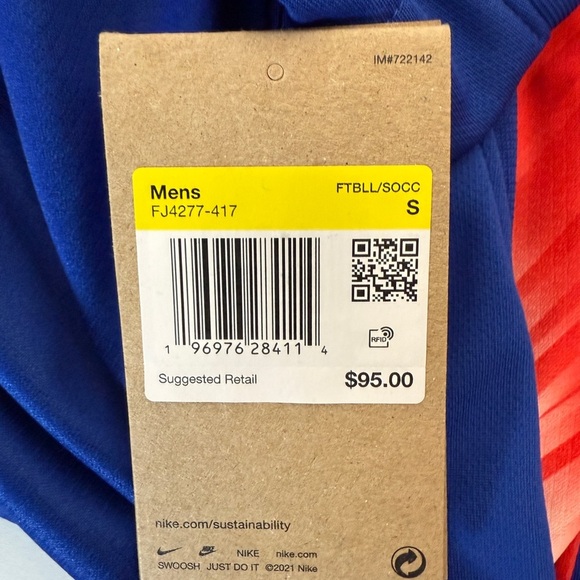 IM#722142
Mens FTBLL/SOCC
FJ4277-417 S
1 96976 28411 4
RFID
Suggested Retail $95.00
nike.com/sustainability
NIKE nike.com
SWOOSH JUST DO IT ©2021 Nike